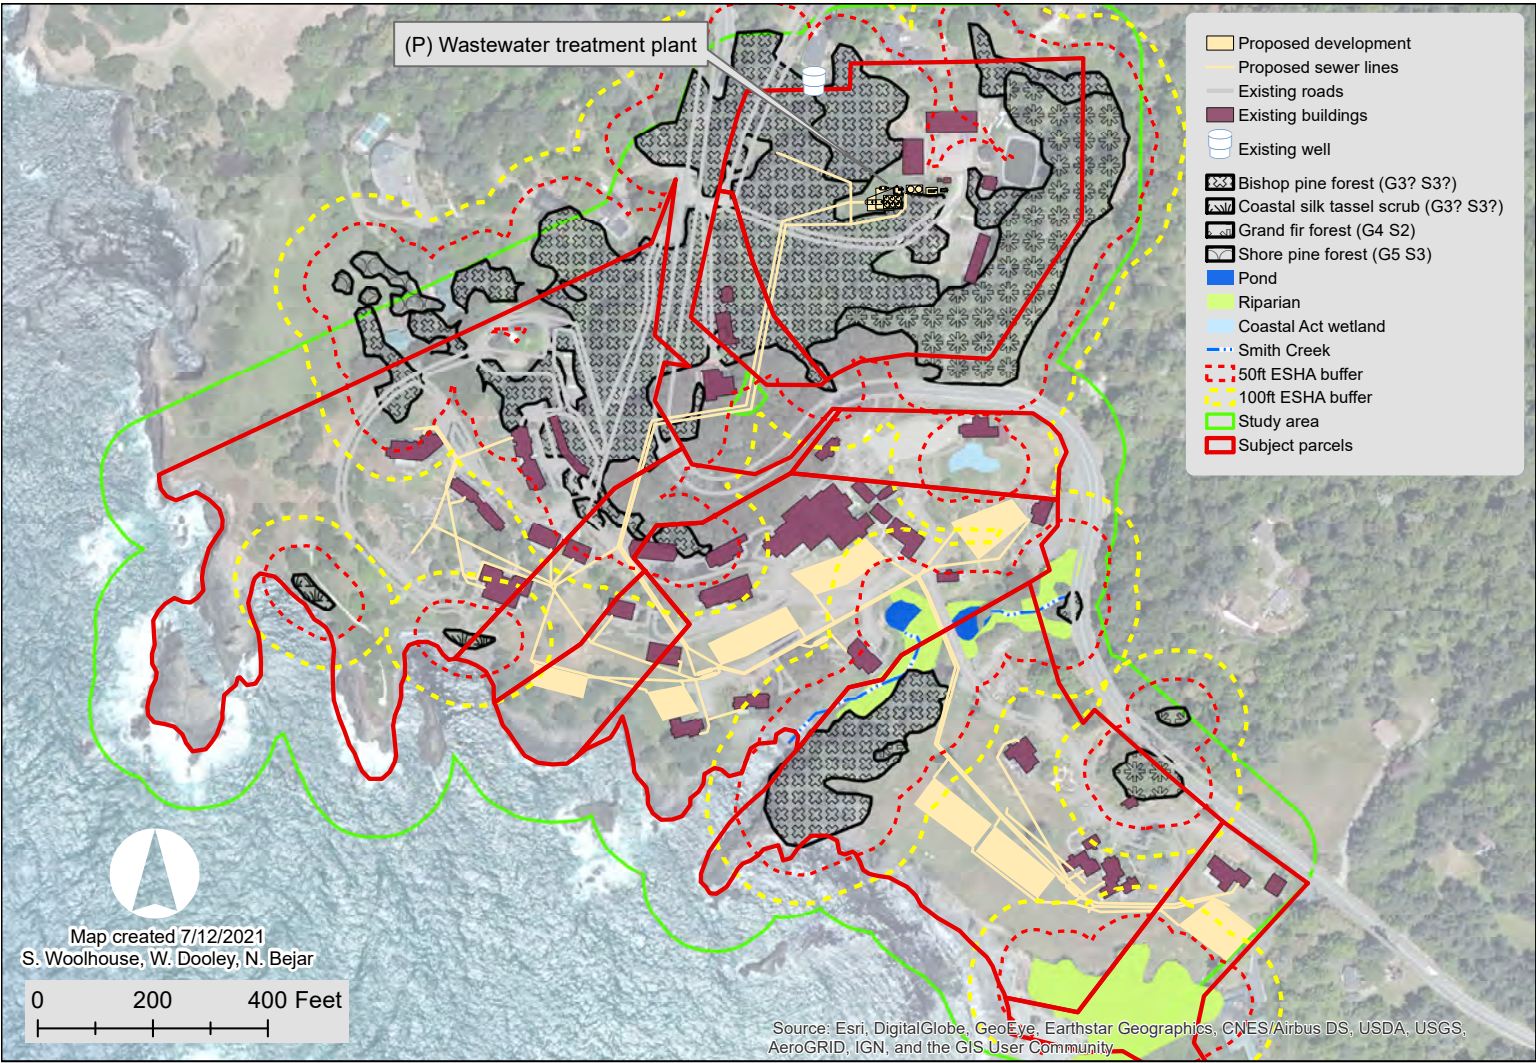 (P) Wastewater treatment plant
Proposed development
Proposed sewer lines
Existing roads
Existing buildings
Existing well
Bishop pine forest (G3? S3?)
Coastal silk tassel scrub (G3? S3?)
Grand fir forest (G4 S2)
Shore pine forest (G5 S3)
Pond
Riparian
Coastal Act wetland
Smith Creek
50ft ESHA buffer
100ft ESHA buffer
Study area
Subject parcels
Map created 7/12/2021
S. Woolhouse, W. Dooley, N. Bejar
0 200 400 Feet
Source: Esri, DigitalGlobe, GeoEye, Earthstar Geographics, CNES/Airbus DS, USDA, USGS,
AeroGRID, IGN, and the GIS User Community